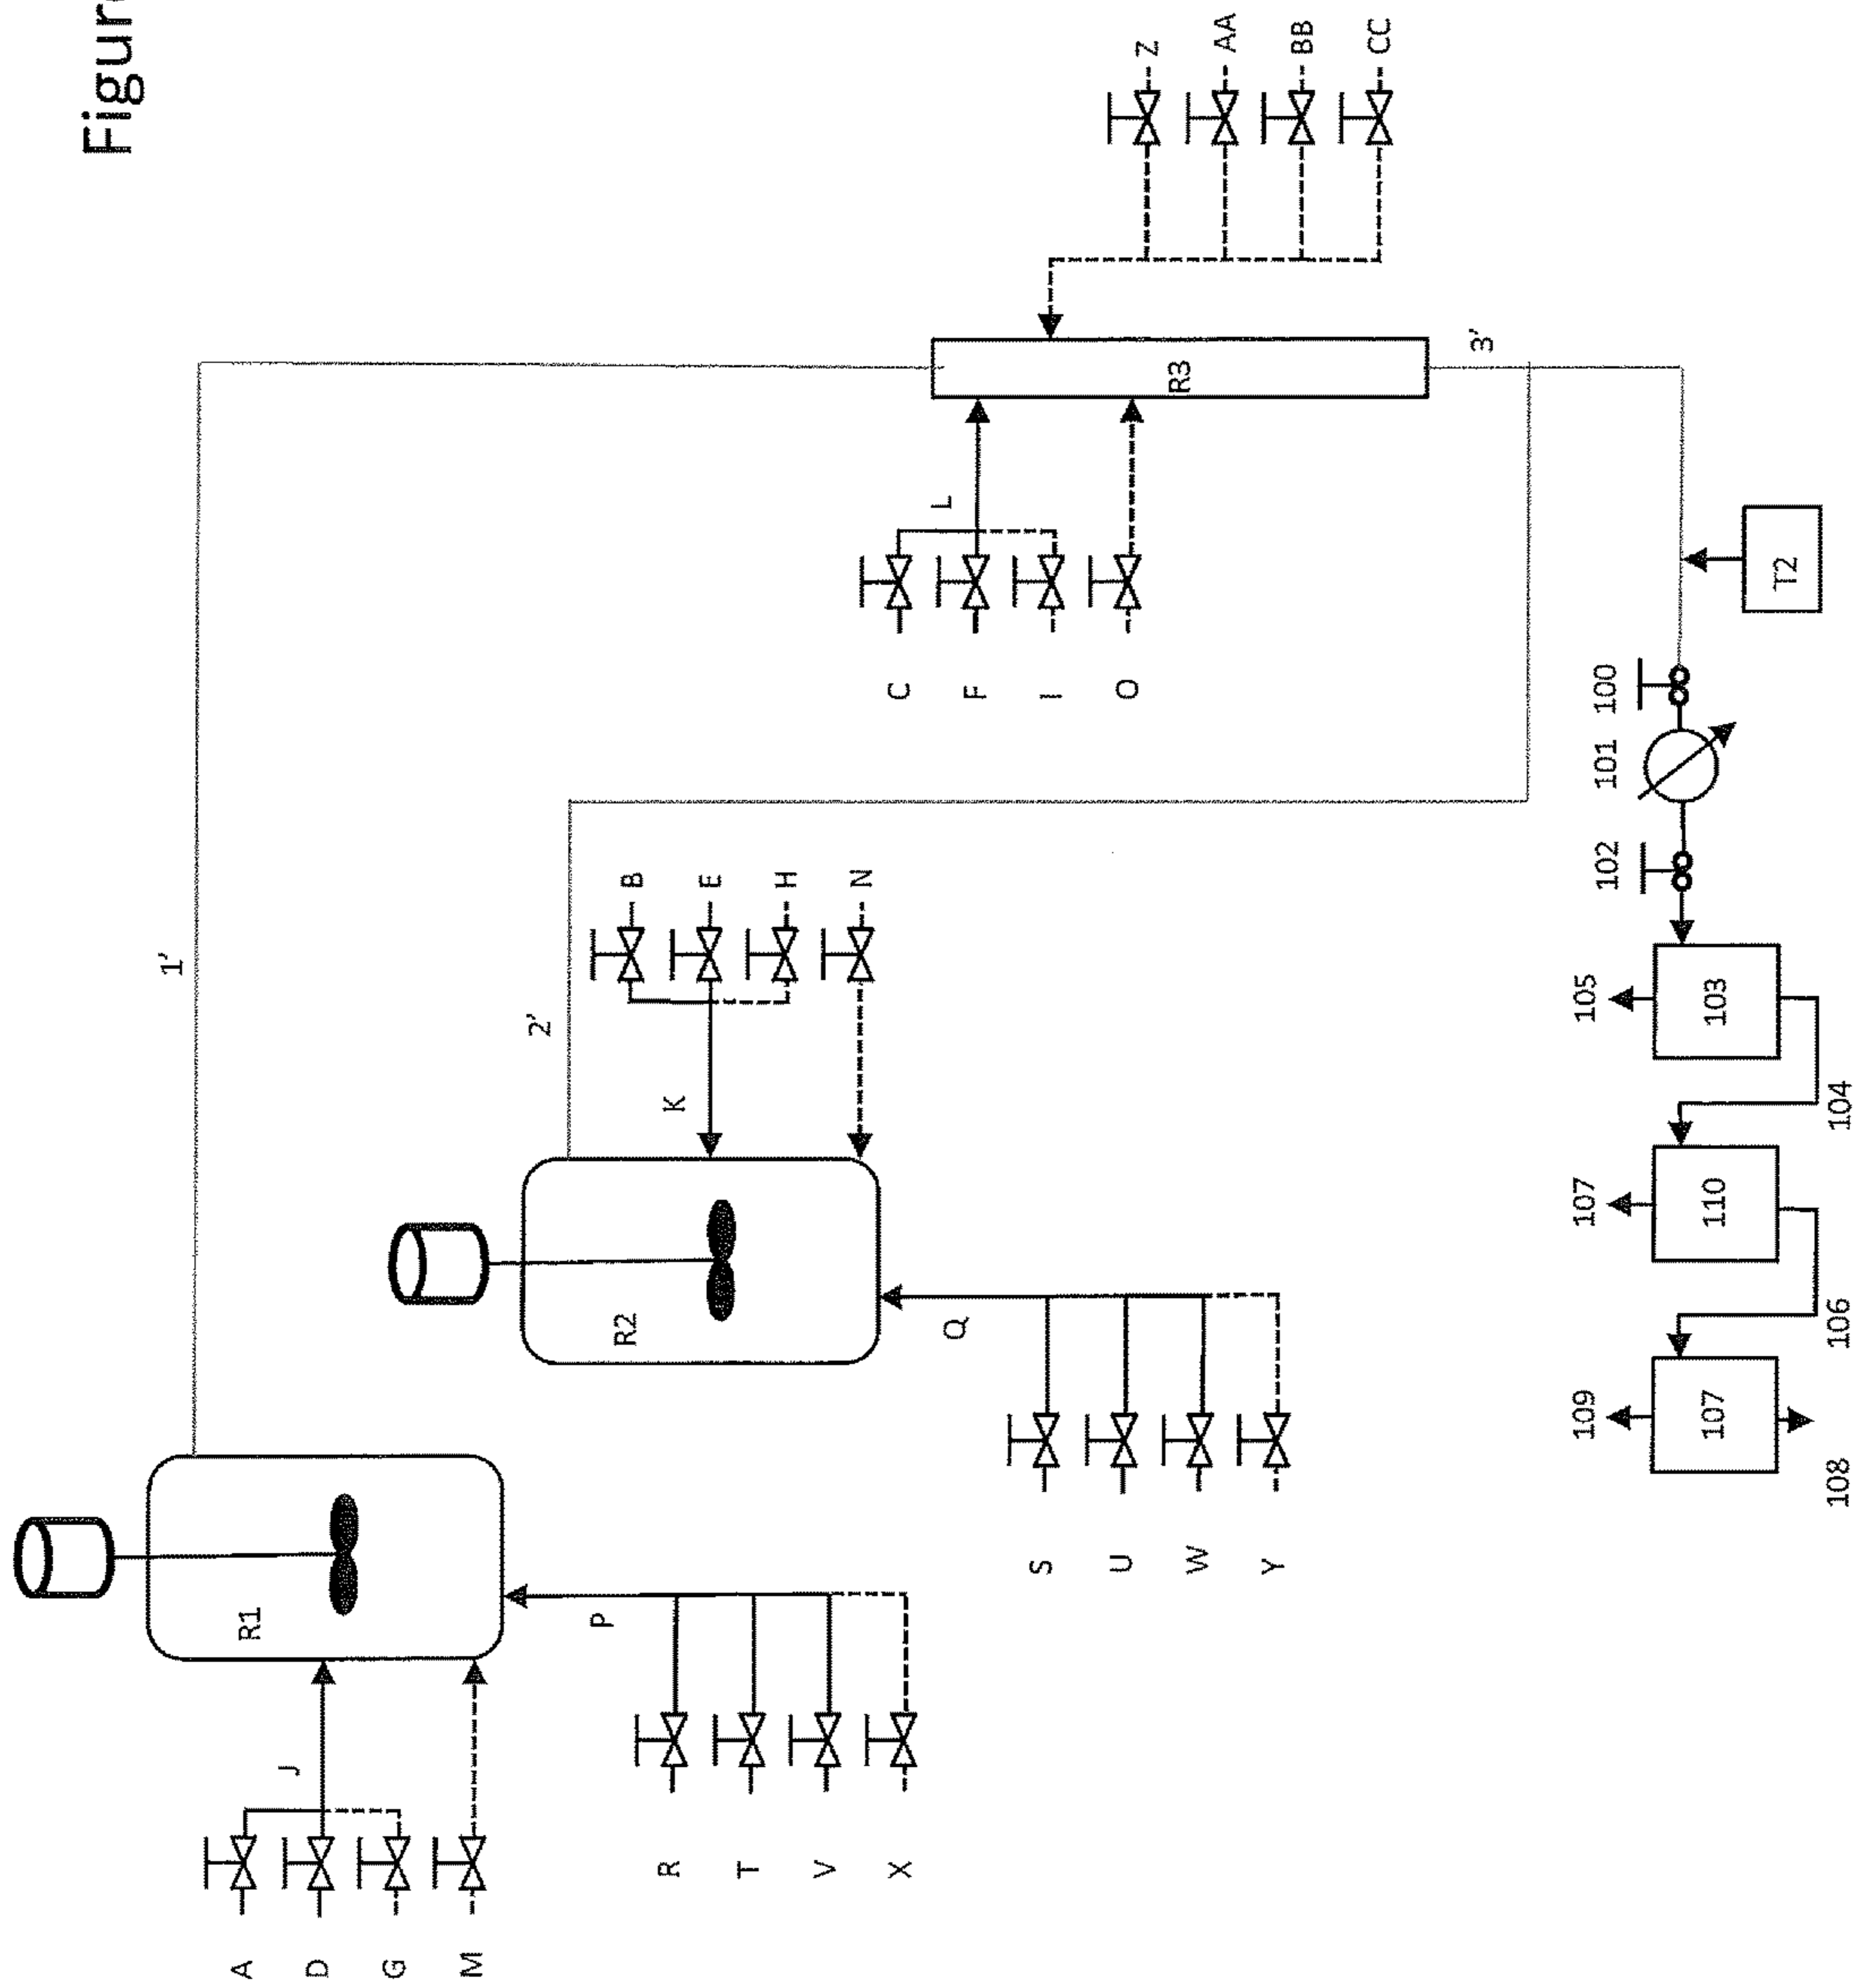 Figure
1'
R1
A
D
G
M
J
P
R
T
V
X
2'
R2
K
B
E
H
N
Q
S
U
W
Y
C
F
I
O
L
R3
Z
AA
BB
CC
3'
T2
100
101
102
103
105
104
110
107
106
107
109
108